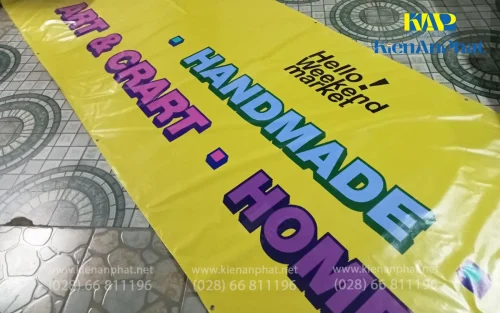 KAP
KienAnPhat
Hello!
Weekend
market
· HANDMADE
ART & CRART · HOME
www.kienanphat.net www.kienanphat.net www.kienanphat.net
(028) 66 811196 (028) 66 811196 (028) 66 811196